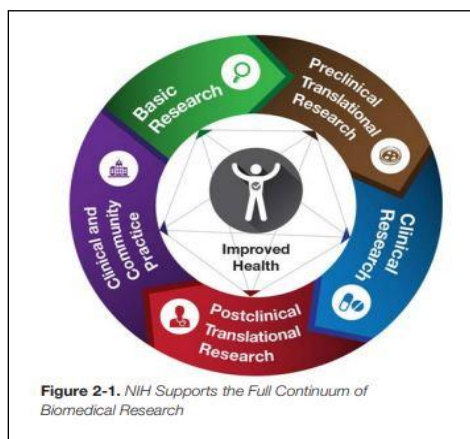 Basic
Research
Preclinical
Translational
Research
Clinical
Research
Postclinical
Translational
Research
Clinical and
Community
Practice
Improved
Health
Figure 2-1. NIH Supports the Full Continuum of
Biomedical Research